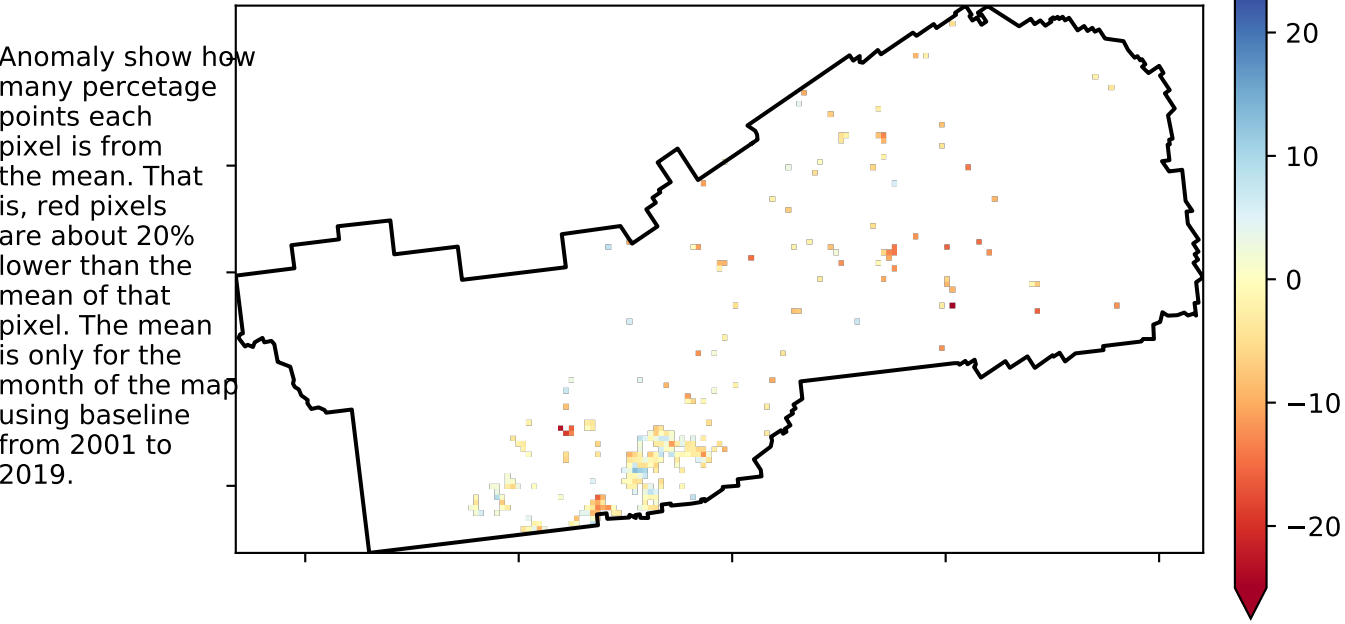 Anomaly show how
many percetage
points each
pixel is from
the mean. That
is, red pixels
are about 20%
lower than the
mean of that
pixel. The mean
is only for the
month of the map
using baseline
from 2001 to
2019.
20
10
0
−10
−20